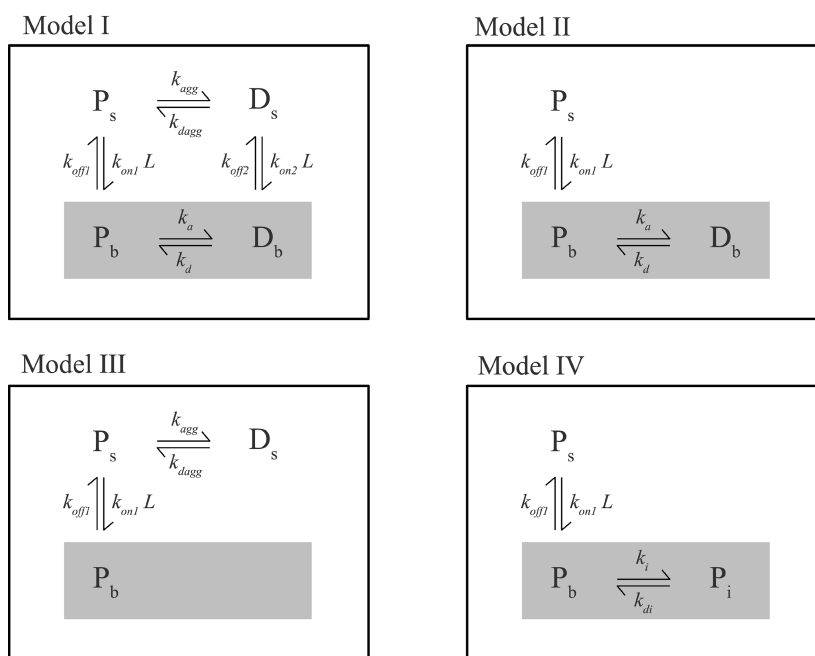 Model I
Model II
P_s k_agg D_s
k_dagg
k_off1 k_on1 L k_off2 k_on2 L
P_b k_a D_b
k_d
P_s
k_off1 k_on1 L
P_b k_a D_b
k_d
Model III
Model IV
P_s k_agg D_s
k_dagg
k_off1 k_on1 L
P_b
P_s
k_off1 k_on1 L
P_b k_i P_i
k_di